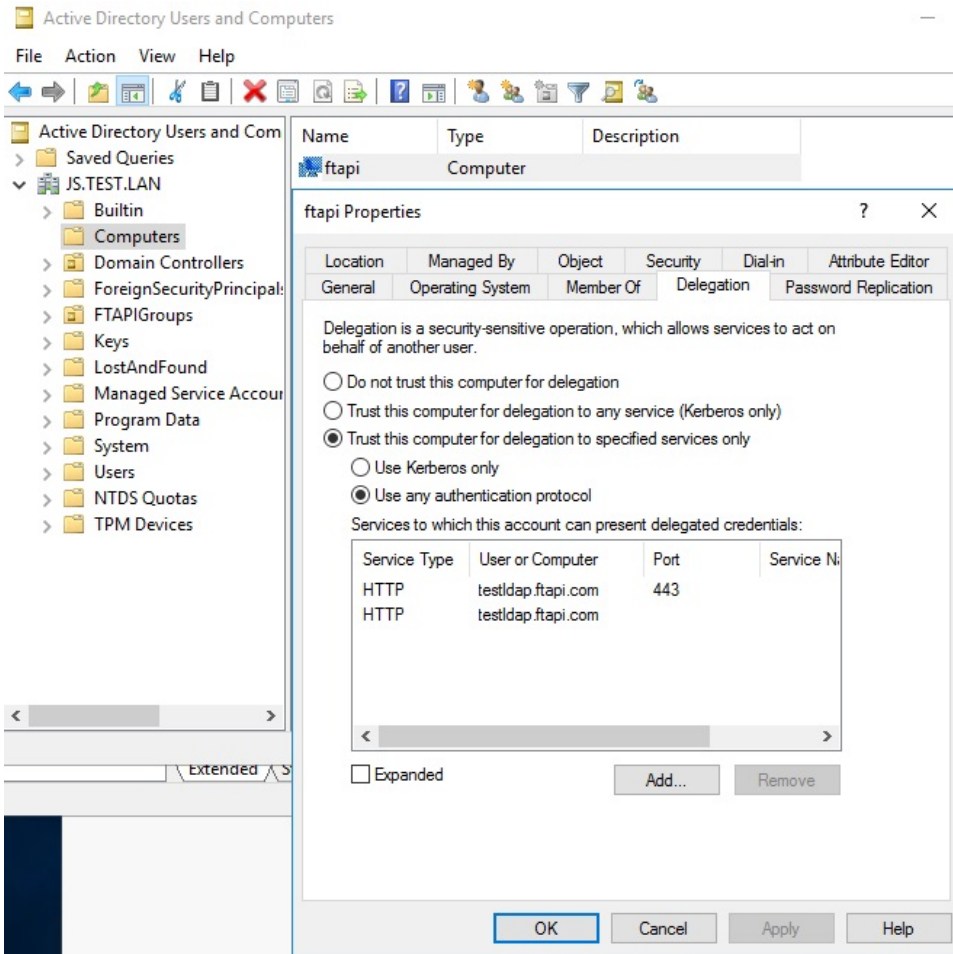 Active Directory Users and Computers
File Action View Help
Active Directory Users and Com
Saved Queries
JS.TEST.LAN
Builtin
Computers
Domain Controllers
ForeignSecurityPrincipals
FTAPIGroups
Keys
LostAndFound
Managed Service Accour
Program Data
System
Users
NTDS Quotas
TPM Devices
Name Type Description
ftapi Computer
ftapi Properties
Location Managed By Object Security Dial-in Attribute Editor
General Operating System Member Of Delegation Password Replication
Delegation is a security-sensitive operation, which allows services to act on
behalf of another user.
Do not trust this computer for delegation
Trust this computer for delegation to any service (Kerberos only)
Trust this computer for delegation to specified services only
Use Kerberos only
Use any authentication protocol
Services to which this account can present delegated credentials:
Service Type User or Computer Port Service Na
HTTP testldap.ftapi.com 443
HTTP testldap.ftapi.com
Expanded
Add... Remove
Extended S
OK Cancel Apply Help